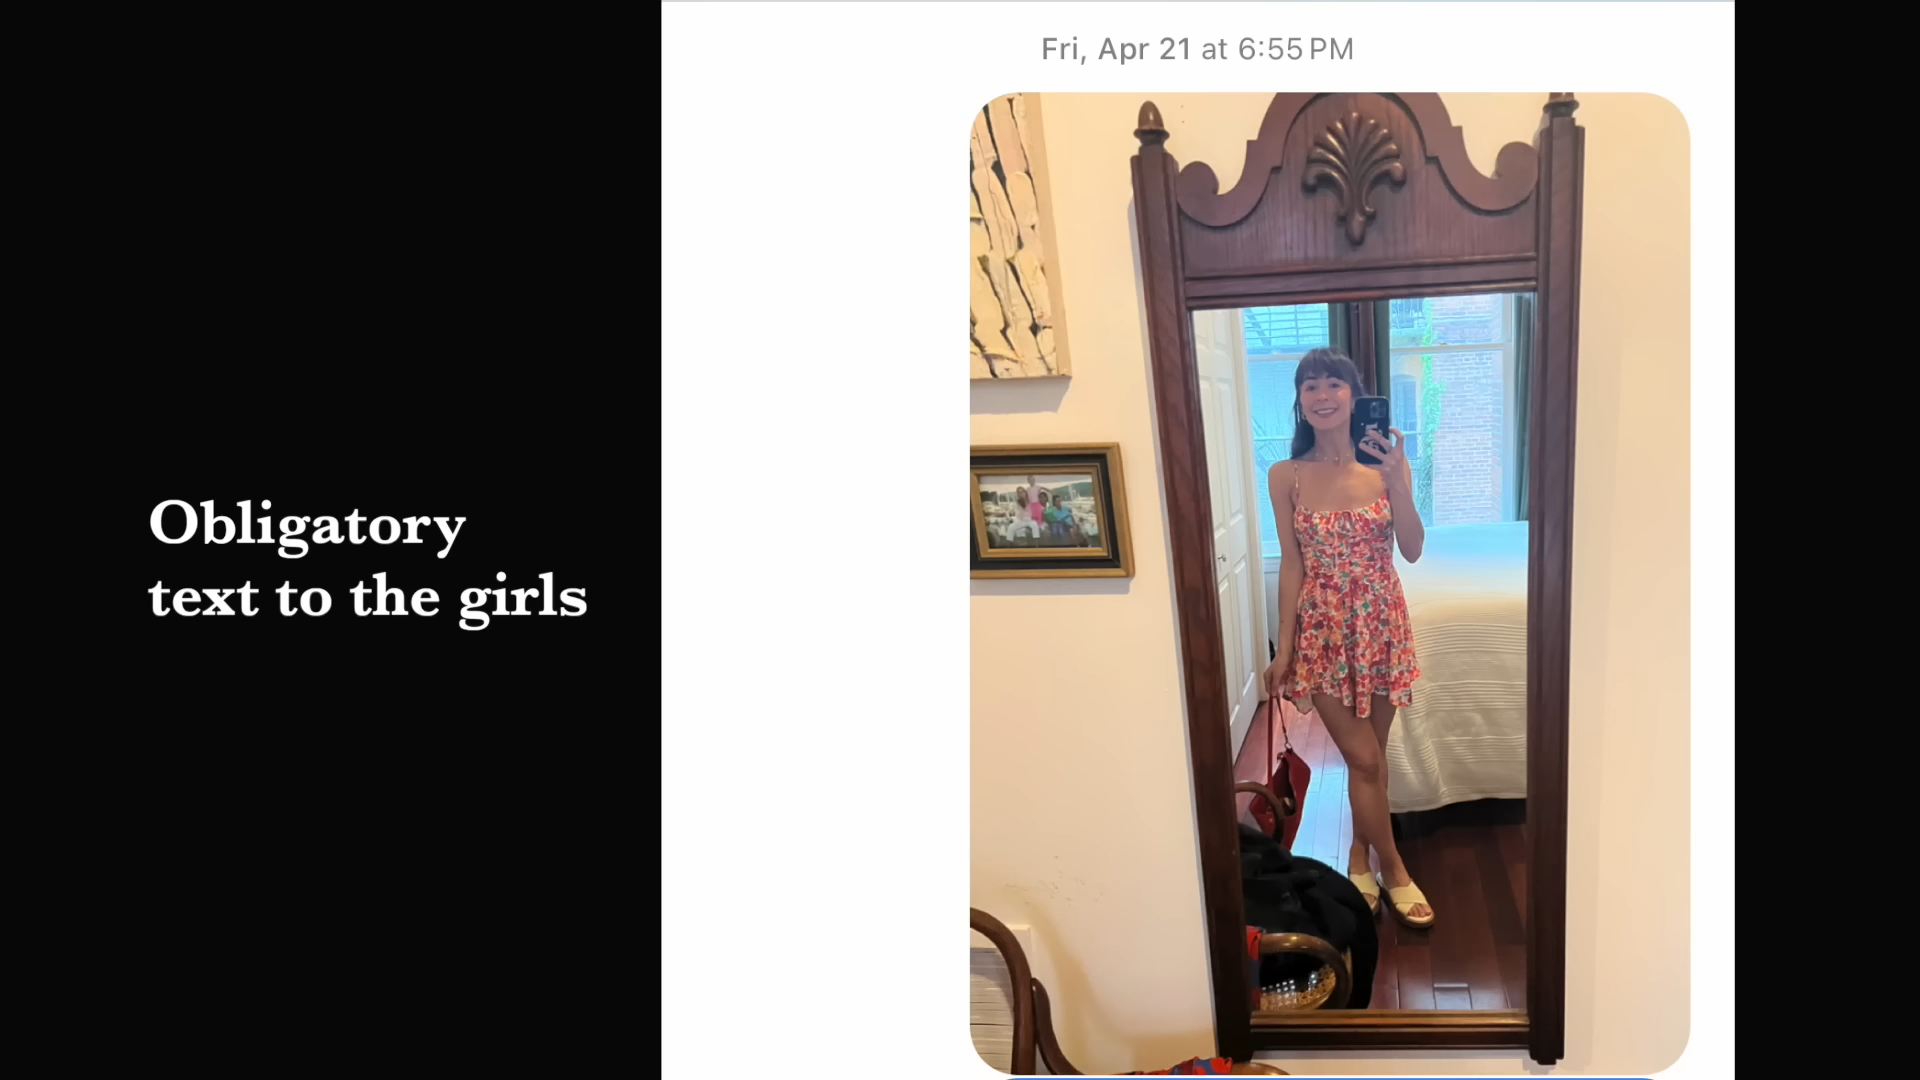 Fri, Apr 21 at 6:55 PM
Obligatory
text to the girls